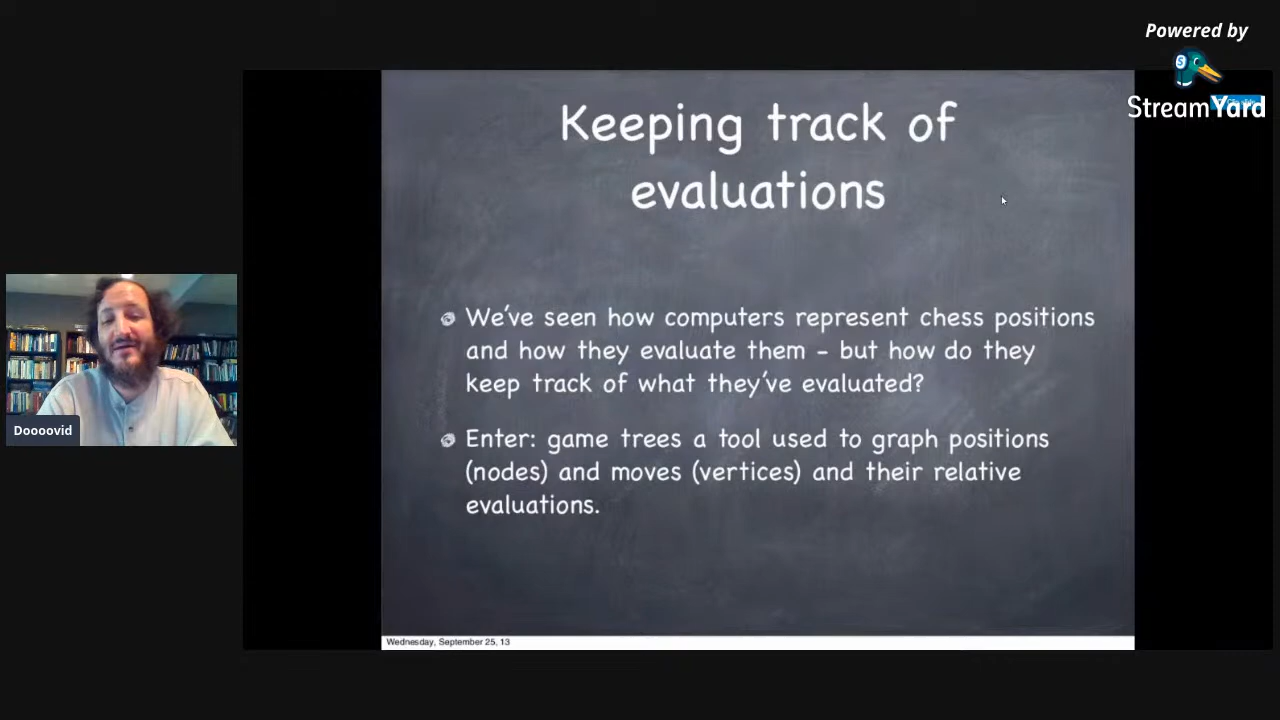 Powered by
StreamYard
Keeping track of
evaluations
We've seen how computers represent chess positions
and how they evaluate them - but how do they
keep track of what they've evaluated?
Enter: game trees a tool used to graph positions
(nodes) and moves (vertices) and their relative
evaluations.
Doooovid
Wednesday, September 25, 13